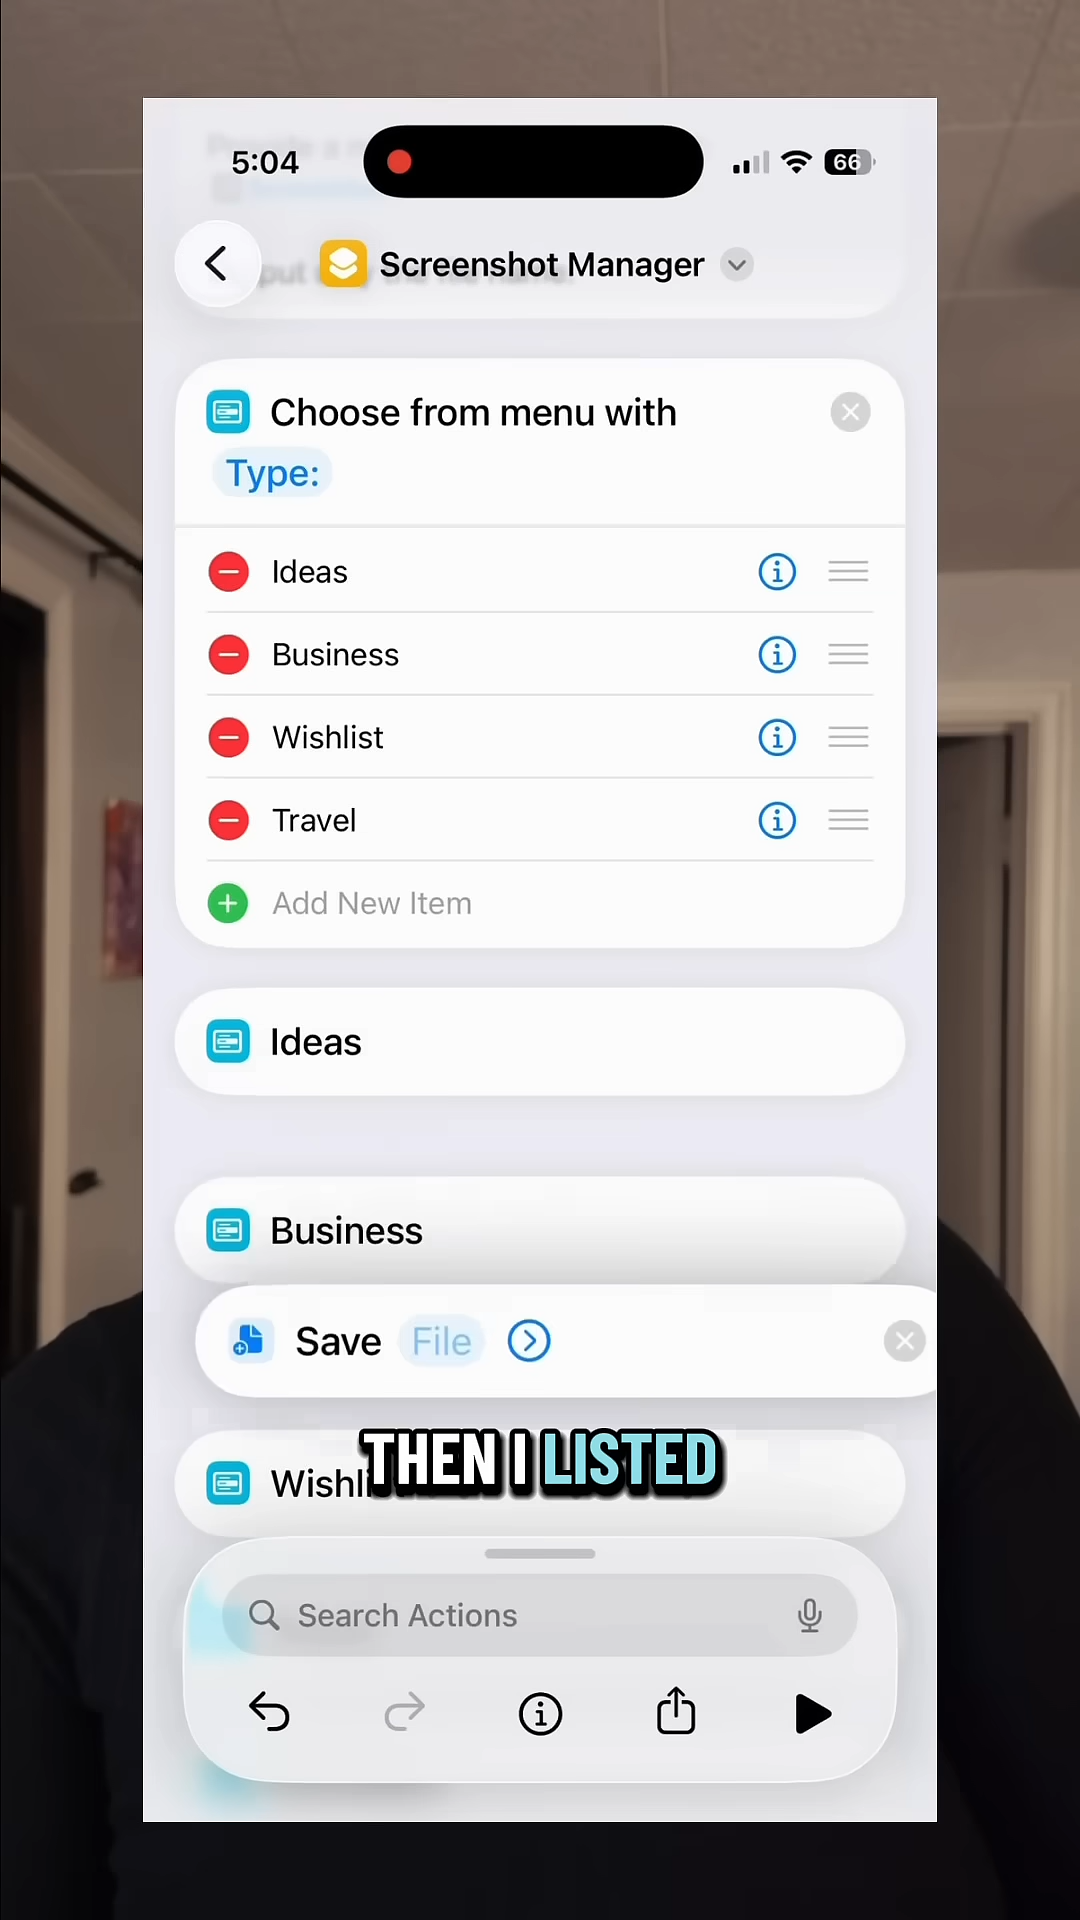 5:04
66
Screenshot Manager
Choose from menu with
Type:
Ideas
Business
Wishlist
Travel
Add New Item
Ideas
Business
Save File
THEN I LISTED
Wishli
Search Actions